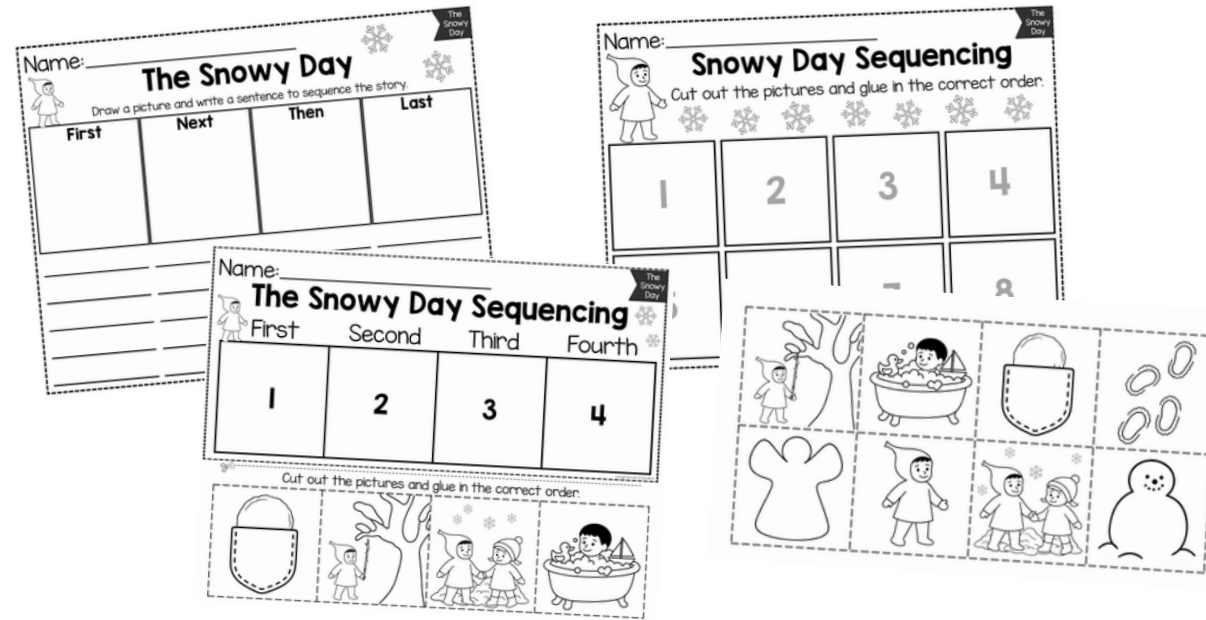 The
Snowy
Day
Name:
The Snowy Day
Draw a picture and write a sentence to sequence the story.
First
Next
Then
Last
The
Snowy
Day
Name:
Snowy Day Sequencing
Cut out the pictures and glue in the correct order.
1
2
3
4
8
The
Snowy
Day
Name:
The Snowy Day Sequencing
First
Second
Third
Fourth
1
2
3
4
Cut out the pictures and glue in the correct order.